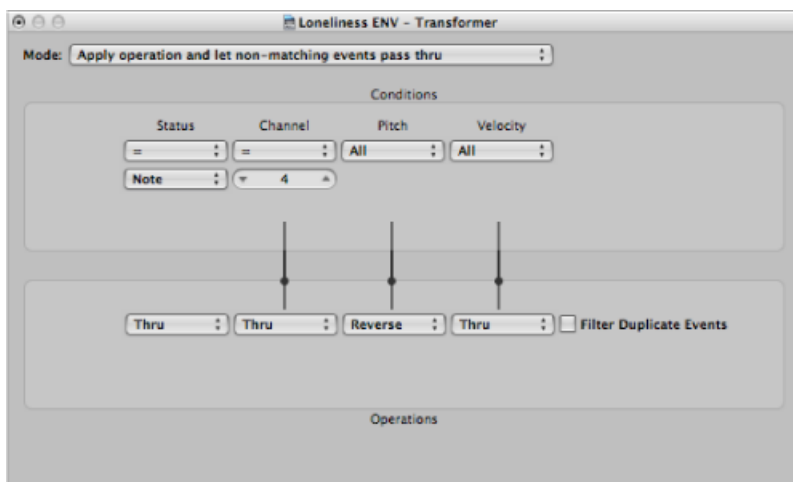 Loneliness ENV – Transformer
Mode: Apply operation and let non-matching events pass thru
Conditions
Status Channel Pitch Velocity
= = All All
Note 4
Thru Thru Reverse Thru Filter Duplicate Events
Operations